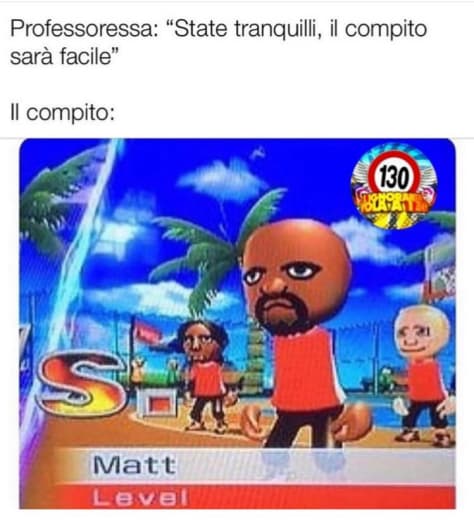 Professoressa: “State tranquilli, il compito
sarà facile”
Il compito:
130
S.
Matt
Level